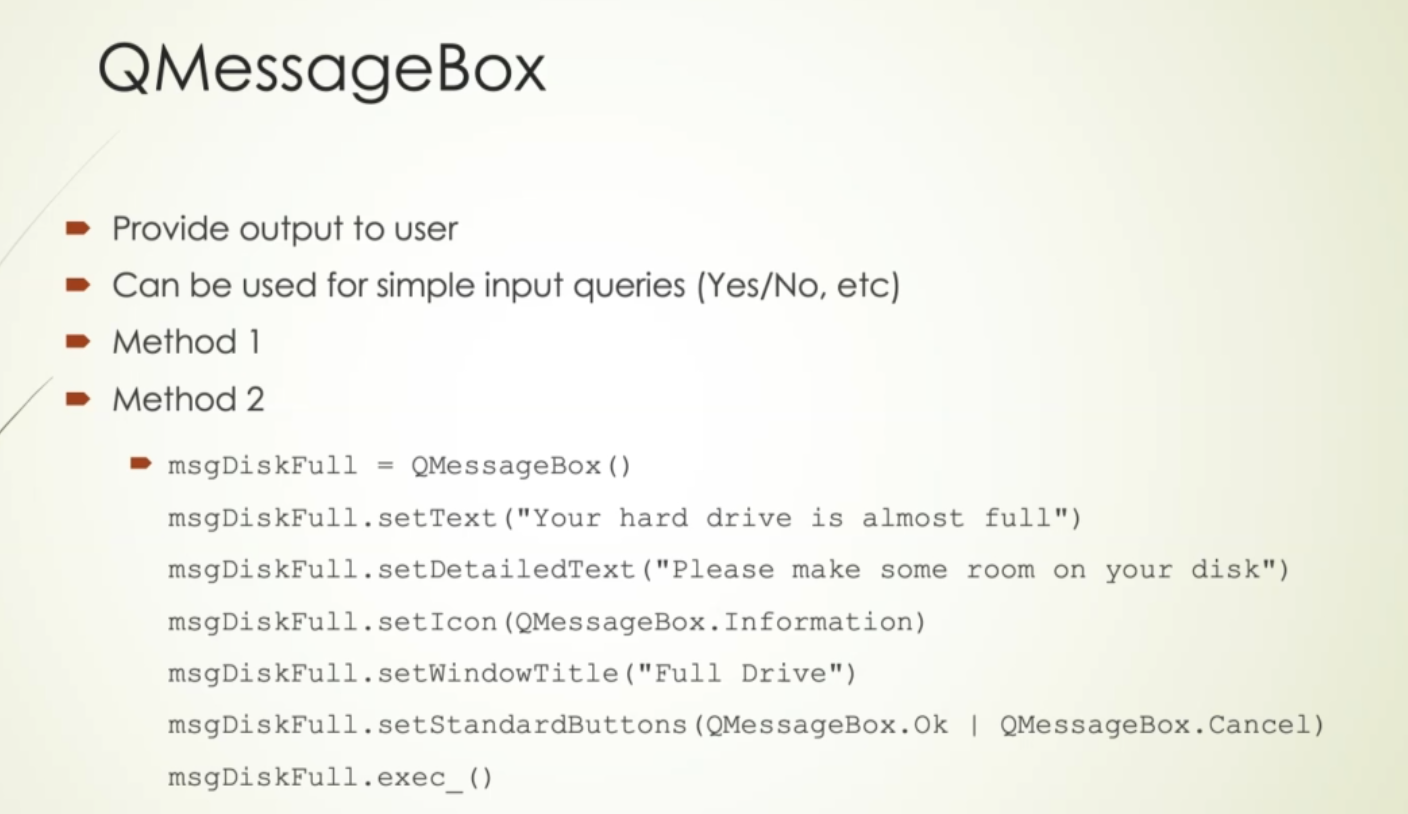 QMessageBox
Provide output to user
Can be used for simple input queries (Yes/No, etc)
Method 1
Method 2
msgDiskFull = QMessageBox()
msgDiskFull.setText("Your hard drive is almost full")
msgDiskFull.setDetailedText("Please make some room on your disk")
msgDiskFull.setIcon(QMessageBox.Information)
msgDiskFull.setWindowTitle("Full Drive")
msgDiskFull.setStandardButtons(QMessageBox.Ok | QMessageBox.Cancel)
msgDiskFull.exec_()